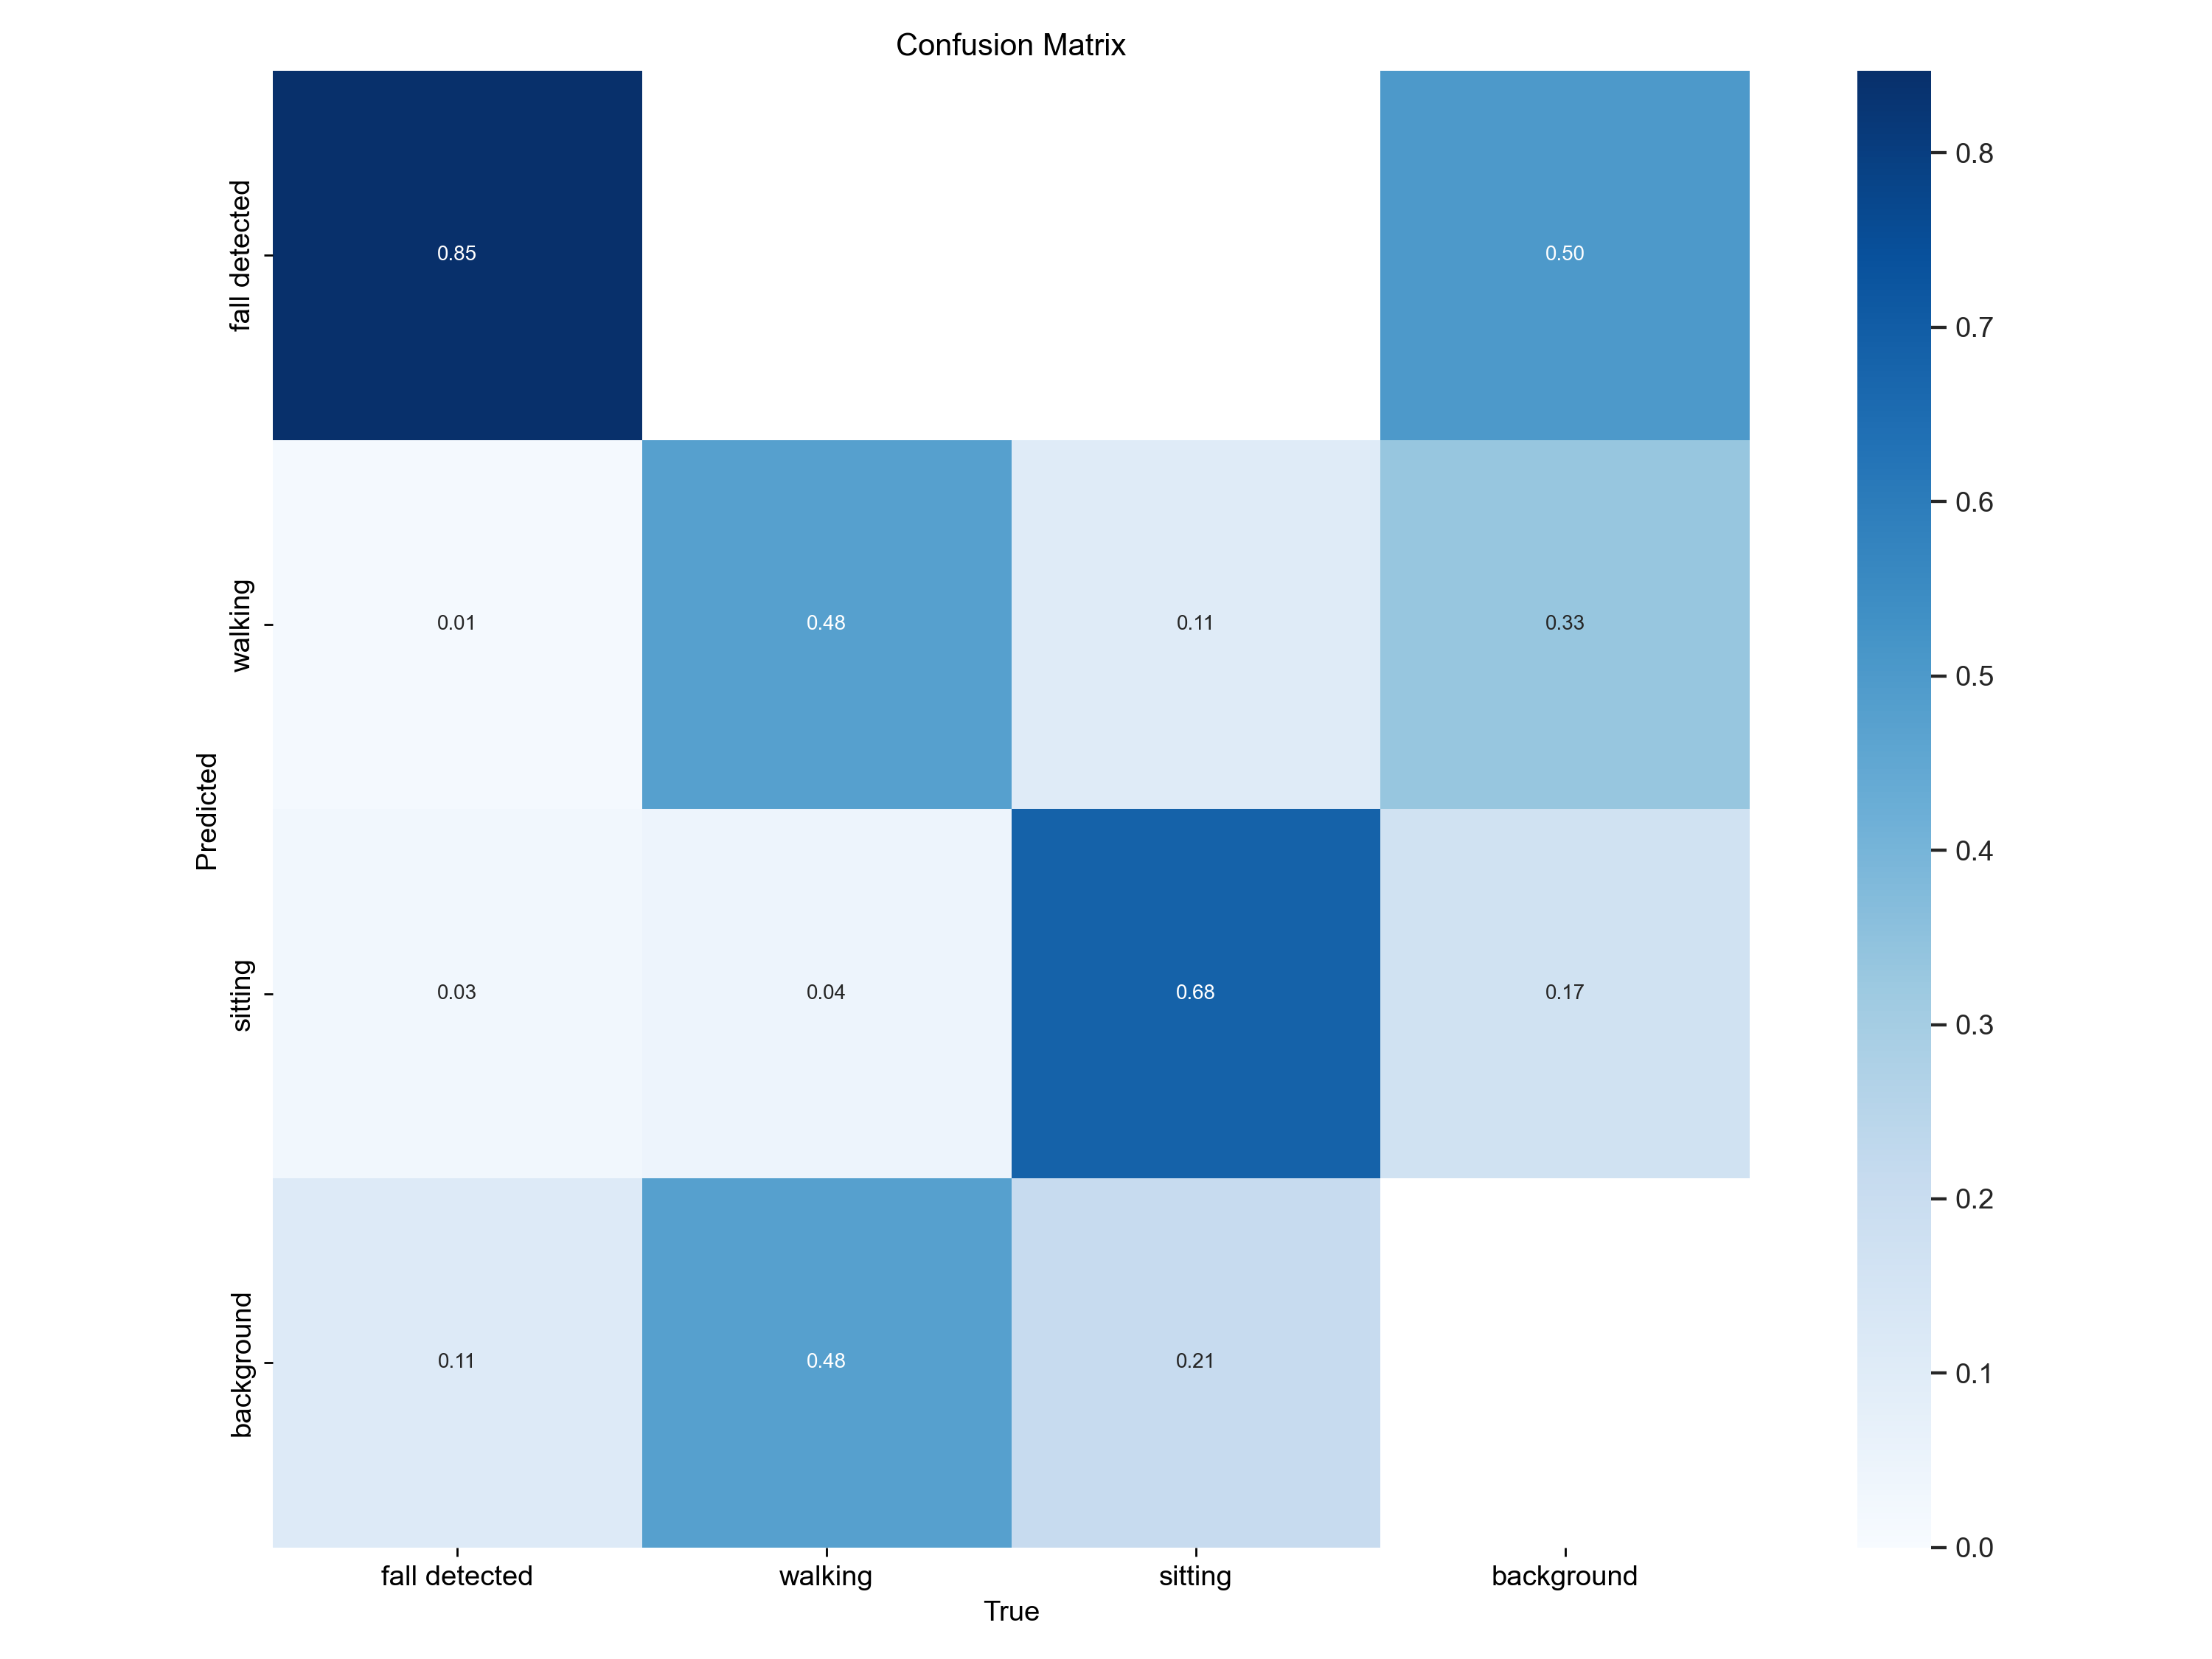 Confusion Matrix
fall detected
0.85
0.50
walking
0.01
0.48
0.11
0.33
sitting
0.03
0.04
0.68
0.17
background
0.11
0.48
0.21
Predicted
fall detected
walking
sitting
background
True
0.8
0.7
0.6
0.5
0.4
0.3
0.2
0.1
0.0